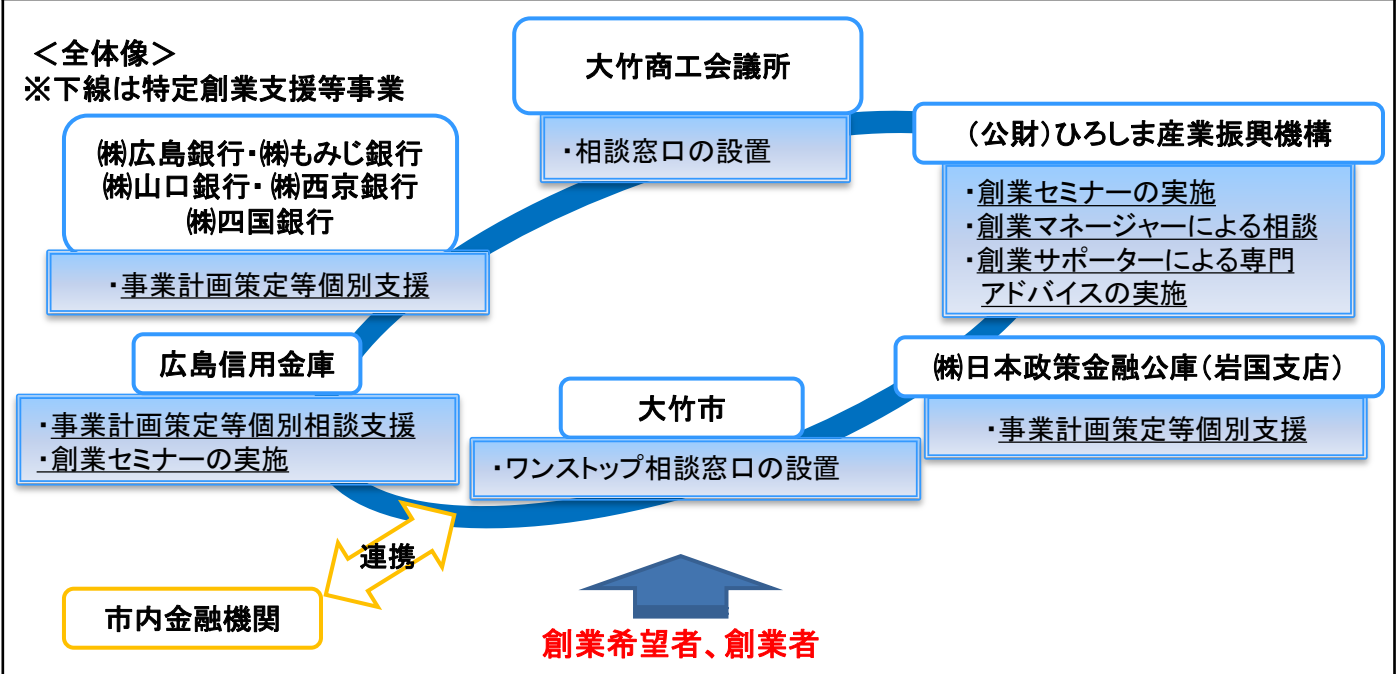 ＜全体像＞
※下線は特定創業支援等事業
大竹商工会議所
・相談窓口の設置
㈱広島銀行・㈱もみじ銀行
㈱山口銀行・㈱西京銀行
㈱四国銀行
・事業計画策定等個別支援
（公財）ひろしま産業振興機構
・創業セミナーの実施
・創業マネージャーによる相談
・創業サポーターによる専門
アドバイスの実施
広島信用金庫
・事業計画策定等個別相談支援
・創業セミナーの実施
大竹市
・ワンストップ相談窓口の設置
㈱日本政策金融公庫（岩国支店）
・事業計画策定等個別支援
連携
市内金融機関
創業希望者、創業者